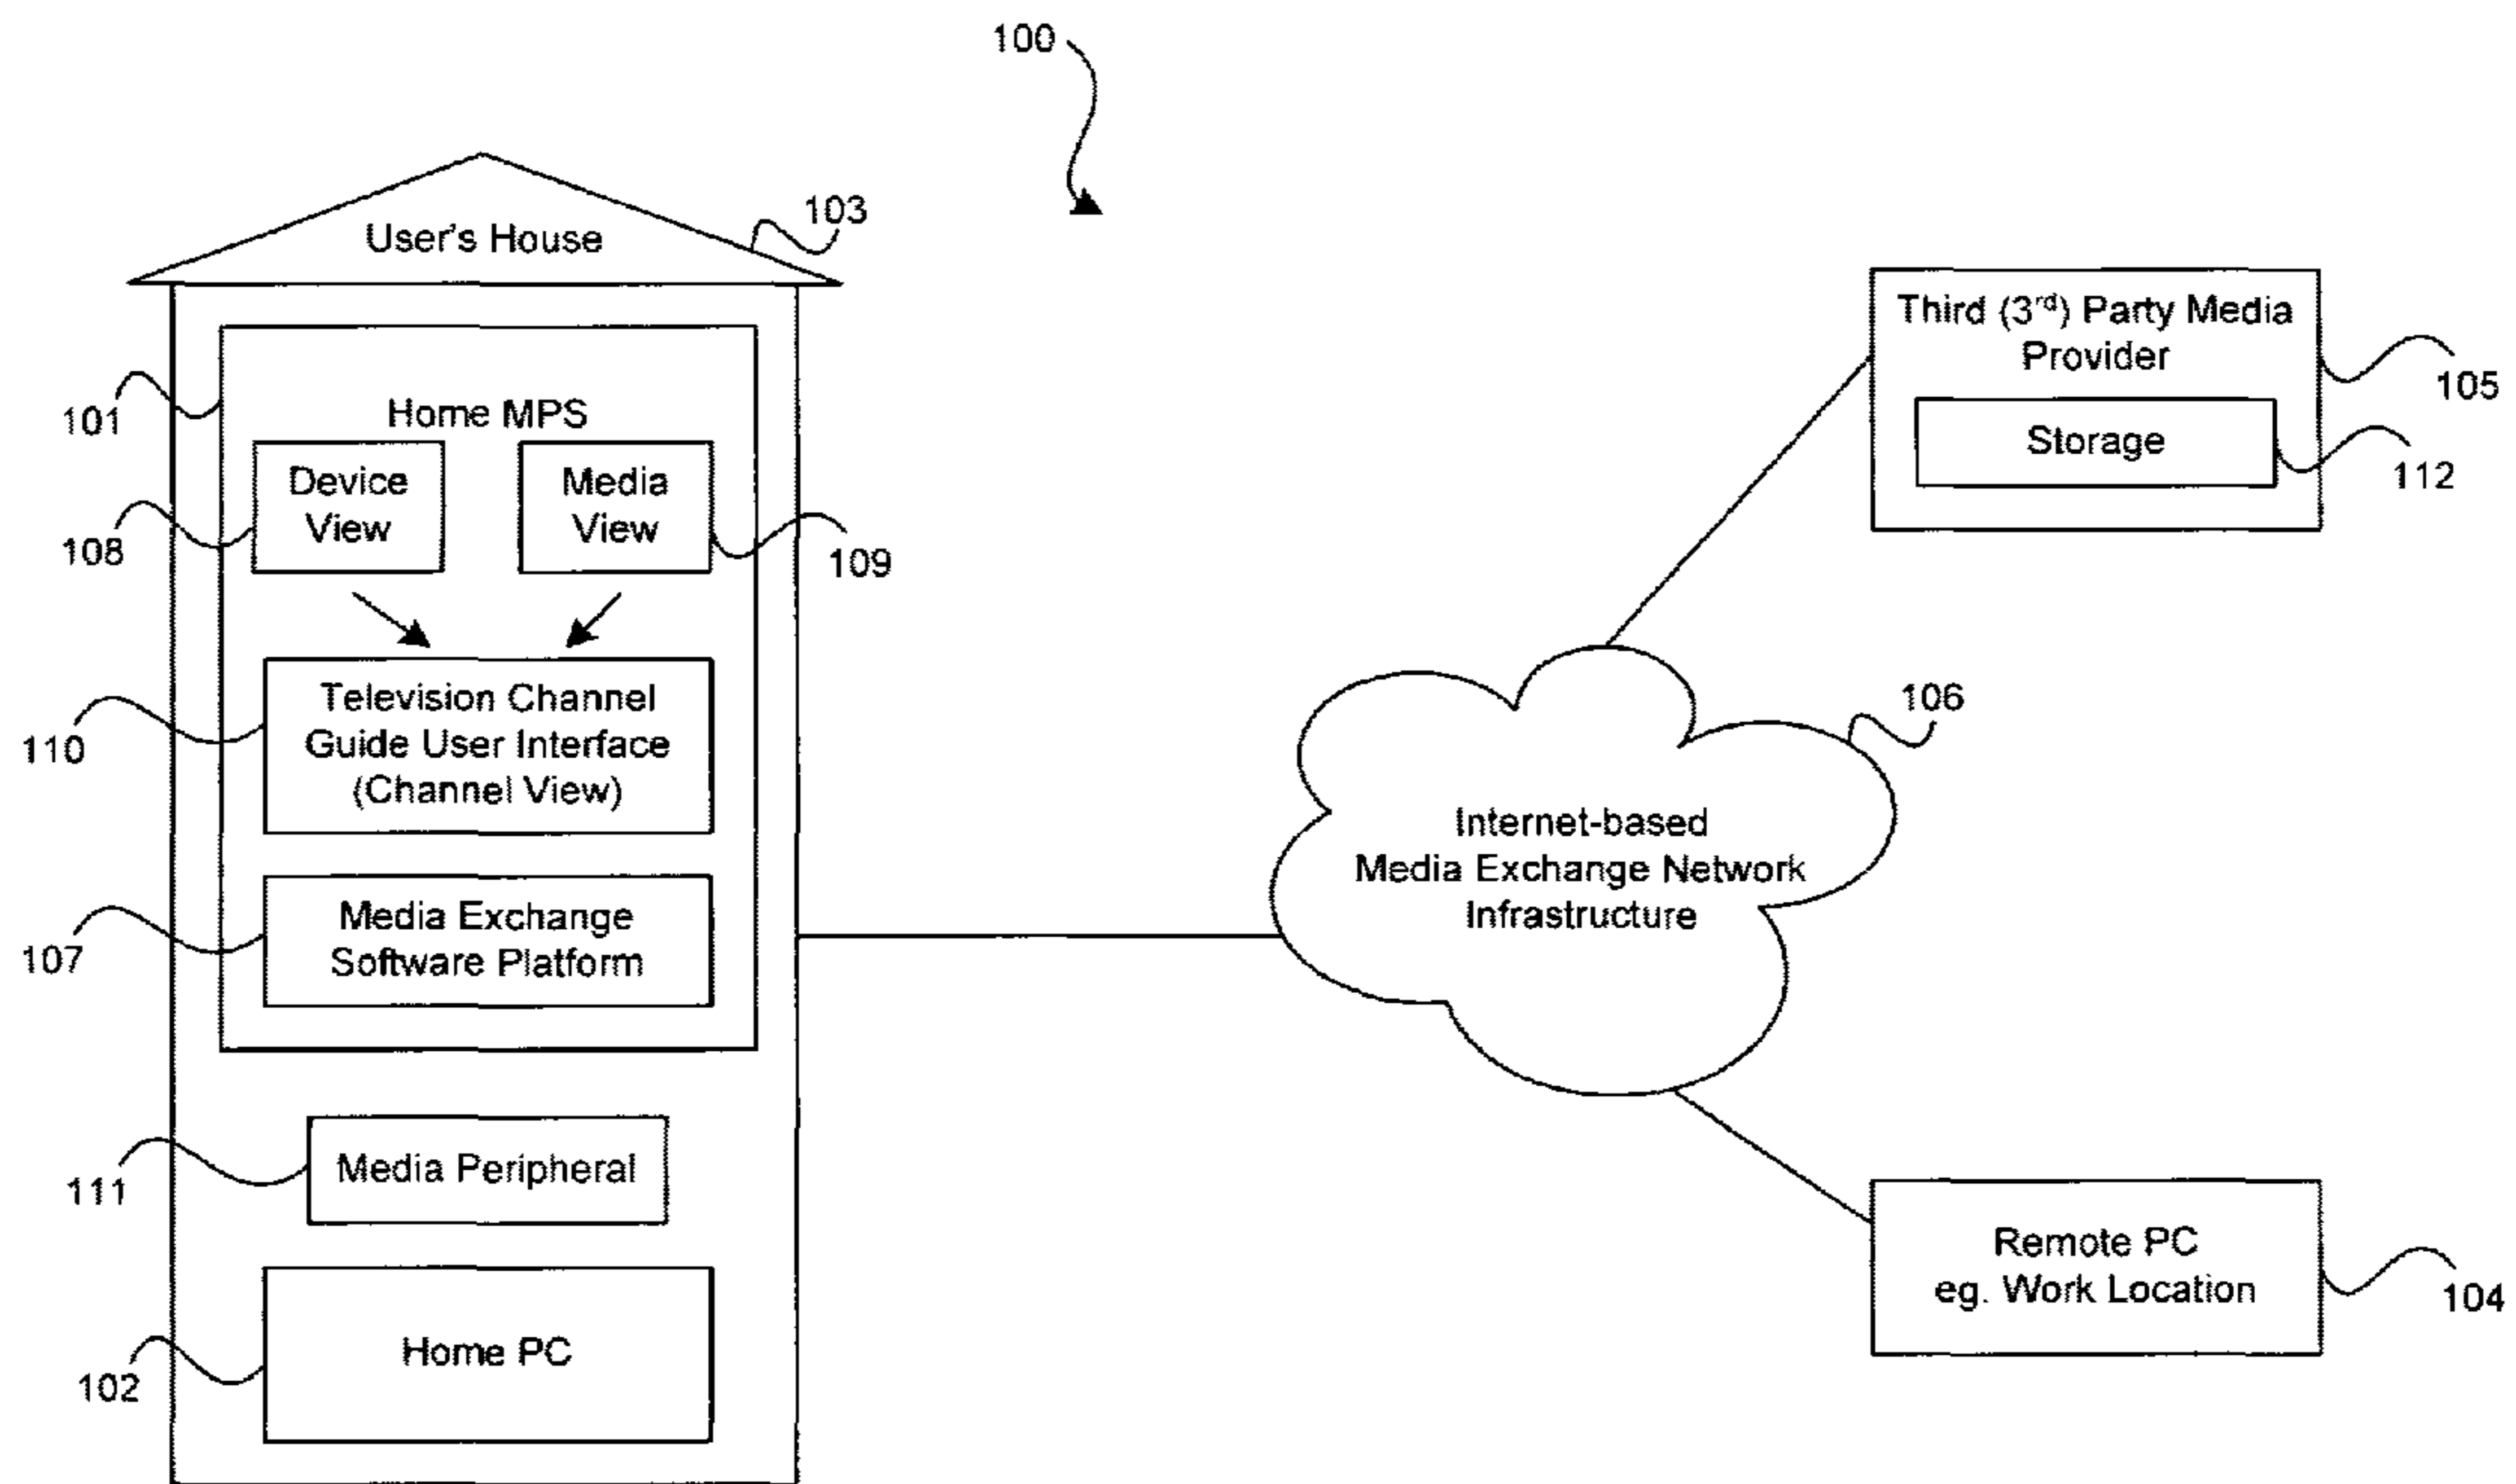 100
User's House
103
101
Home MPS
Device
View
108
Media
View
109
Television Channel
Guide User Interface
(Channel View)
110
Media Exchange
Software Platform
107
Media Peripheral
111
Home PC
102
Internet-based
Media Exchange Network
Infrastructure
106
Third (3rd) Party Media
Provider
105
Storage
112
Remote PC
eg. Work Location
104